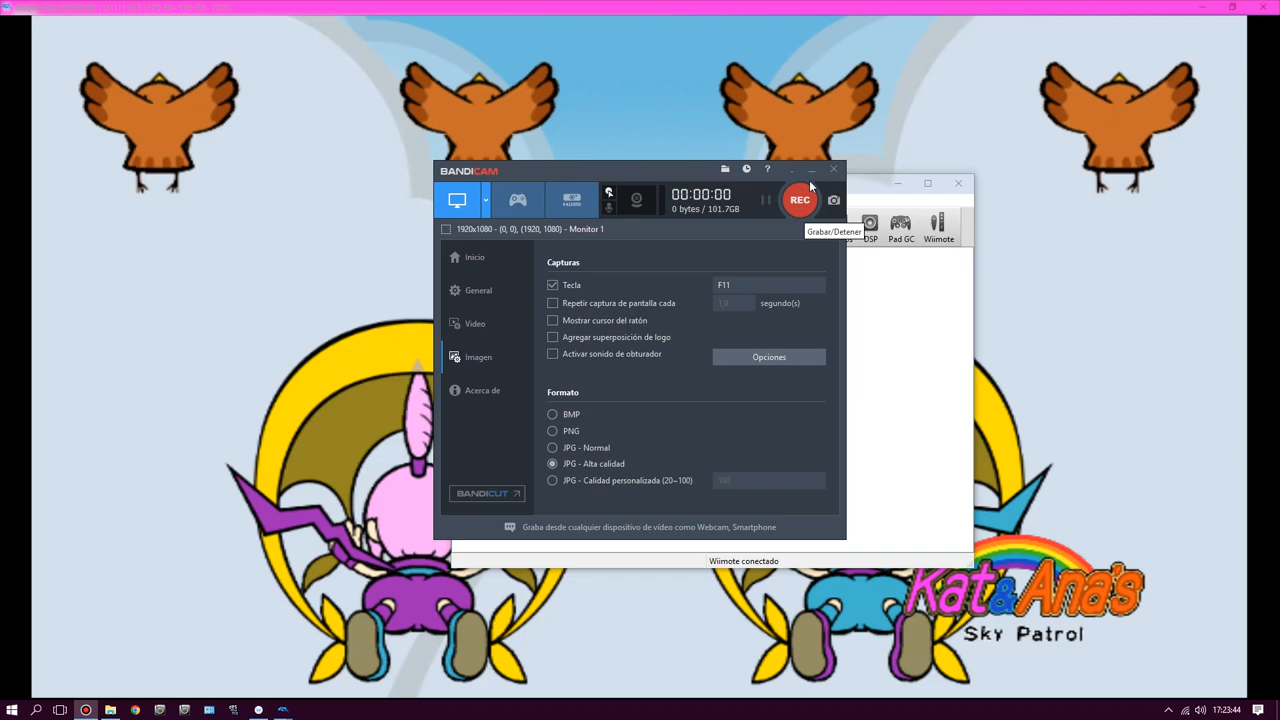 BANDICAM
00:00:00
0 bytes / 101.7GB
REC
Grabar/Detener
DSP
Pad GC
Wiimote
1920x1080 - (0, 0), (1920, 1080) - Monitor 1
Inicio
General
Video
Imagen
Acerca de
BANDICUT
Capturas
Tecla
F11
Repetir captura de pantalla cada
1,0
segundo(s)
Mostrar cursor del ratón
Agregar superposición de logo
Activar sonido de obturador
Opciones
Formato
BMP
PNG
JPG - Normal
JPG - Alta calidad
JPG - Calidad personalizada (20~100)
100
Graba desde cualquier dispositivo de vídeo como Webcam, Smartphone
Wiimote conectado
Kat&Ana's
Sky Patrol
17:23:44